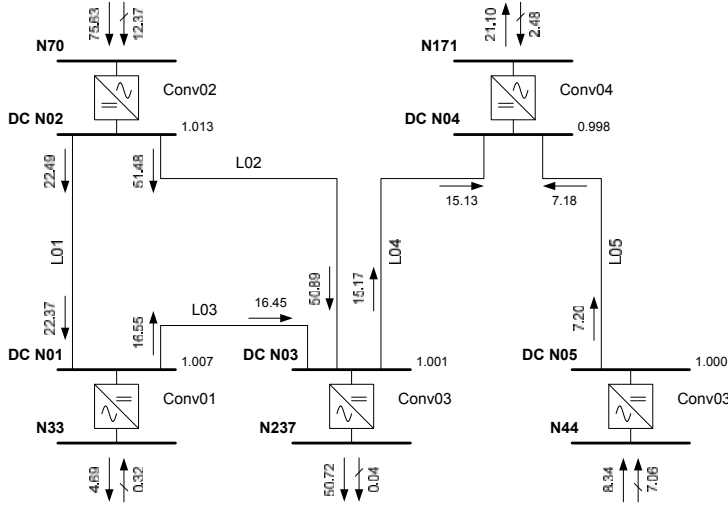 75.63
12.37
N70
Conv02
DC N02
1.013
22.49
51.48
L02
L01
22.37
16.55
L03
16.45
50.89
15.17
L04
DC N01
1.007
Conv01
N33
4.69
0.32
DC N03
1.001
Conv03
N237
50.72
0.04
21.10
2.48
N171
Conv04
DC N04
0.998
15.13
7.18
L05
7.20
DC N05
1.000
Conv03
N44
8.34
7.06